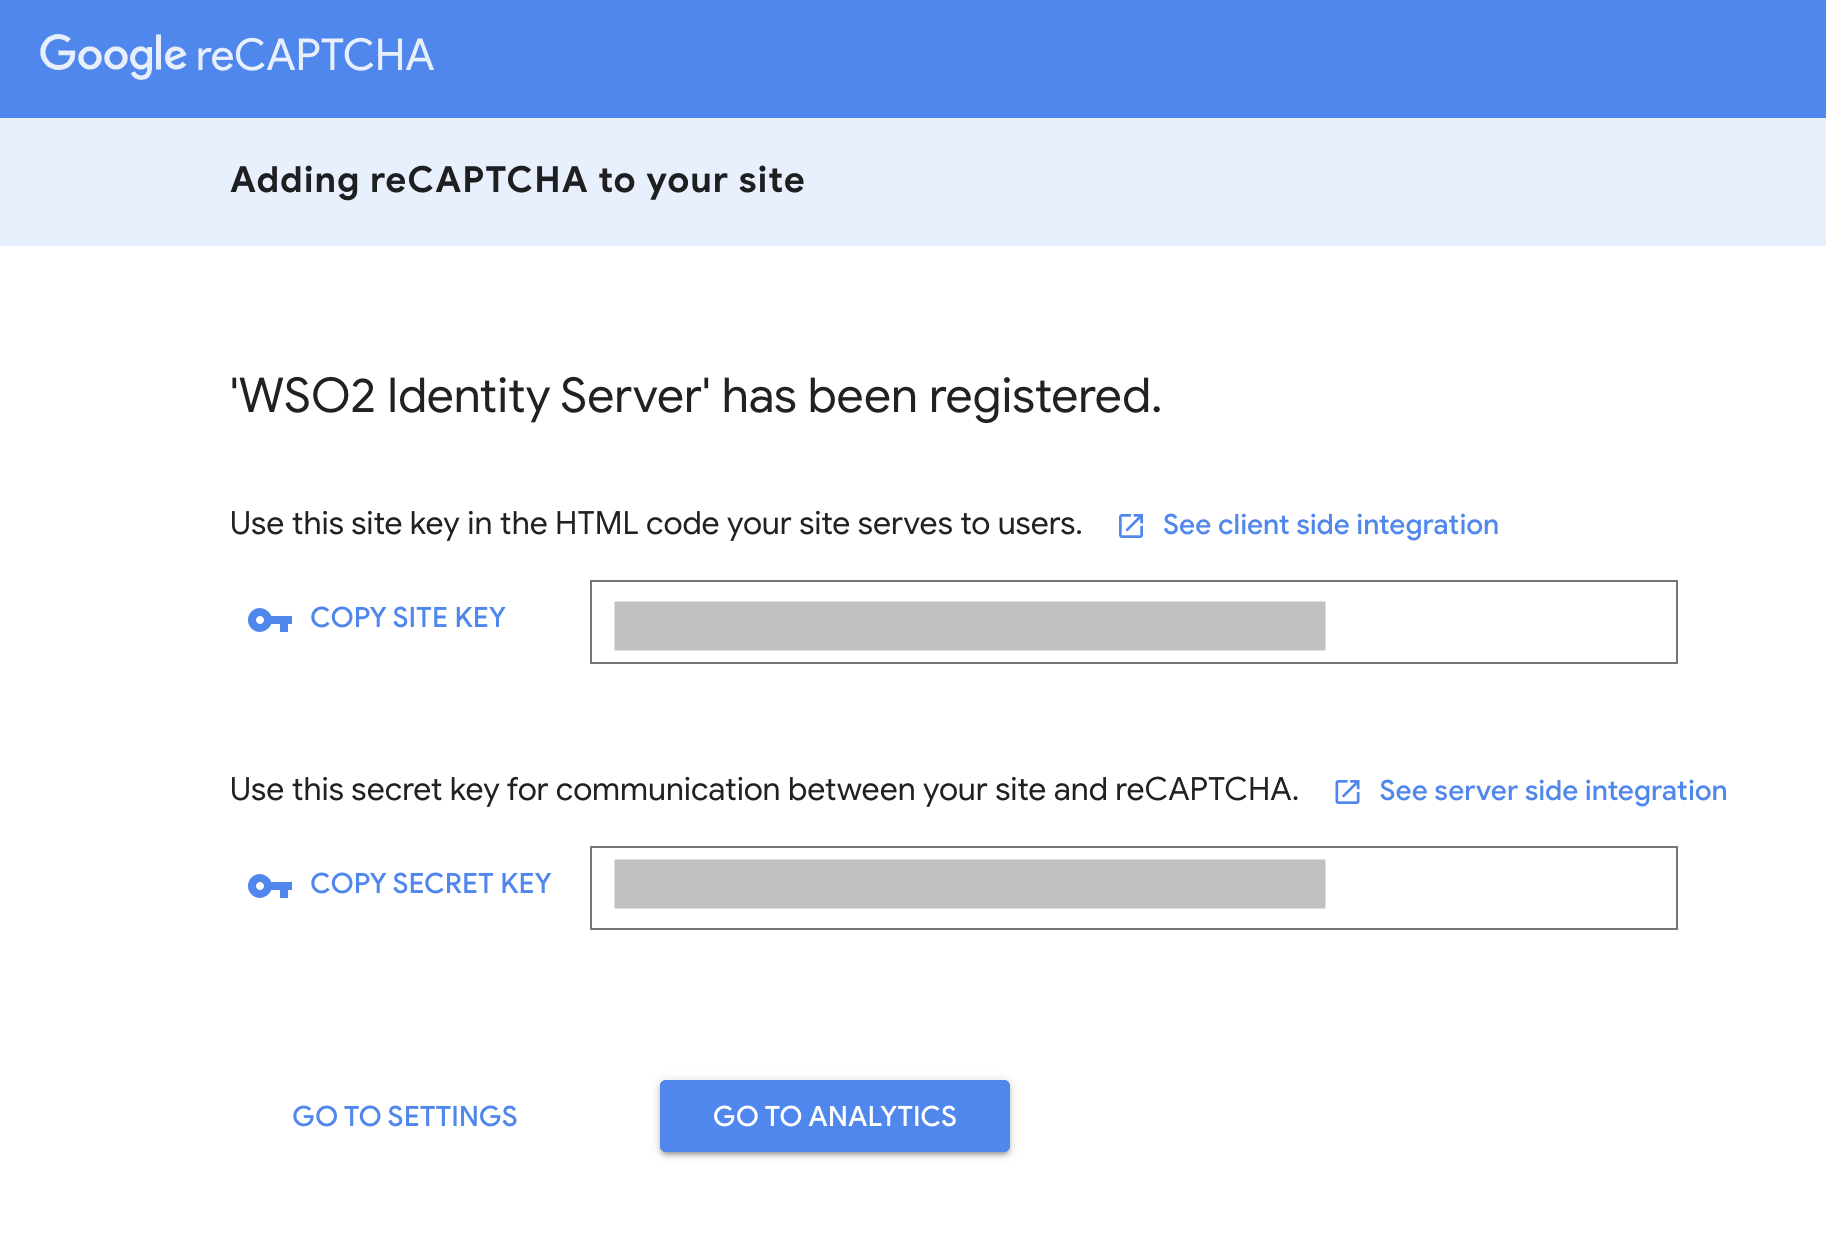 Google reCAPTCHA
Adding reCAPTCHA to your site
'WSO2 Identity Server' has been registered.
Use this site key in the HTML code your site serves to users. See client side integration
COPY SITE KEY
Use this secret key for communication between your site and reCAPTCHA. See server side integration
COPY SECRET KEY
GO TO SETTINGS GO TO ANALYTICS